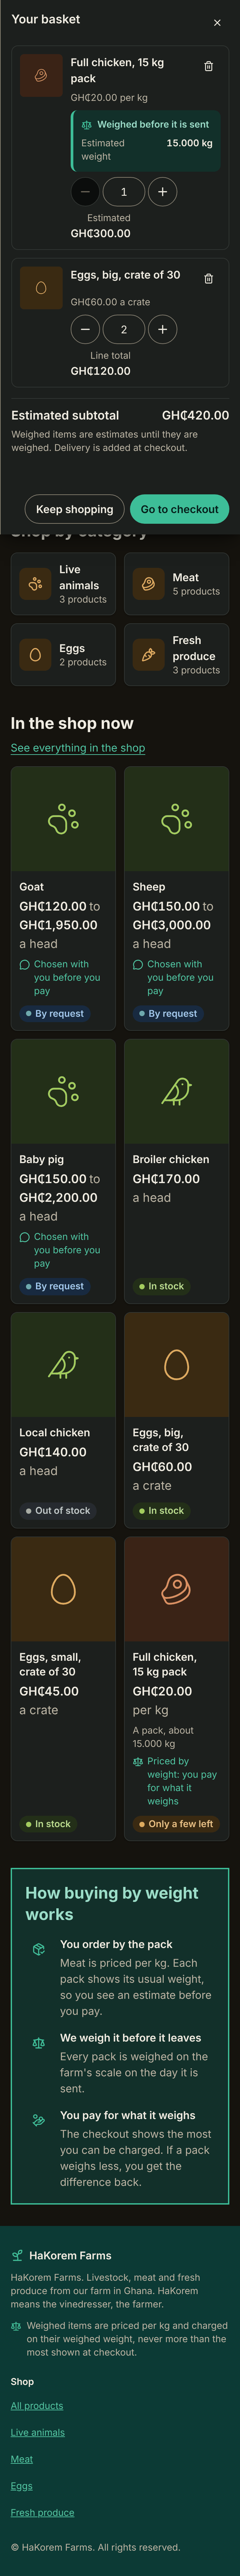 Your basket
Full chicken, 15 kg
pack
GH₵20.00 per kg
Weighed before it is sent
Estimated
weight
15.000 kg
1
Estimated
GH₵300.00
Eggs, big, crate of 30
GH₵60.00 a crate
2
Line total
GH₵120.00
Estimated subtotal
GH₵420.00
Weighed items are estimates until they are
weighed. Delivery is added at checkout.
Keep shopping
Go to checkout
Shop by category
Live
animals
3 products
Meat
5 products
Eggs
2 products
Fresh
produce
3 products
In the shop now
See everything in the shop
Goat
GH₵120.00 to
GH₵1,950.00
a head
Chosen with
you before you
pay
By request
Sheep
GH₵150.00 to
GH₵3,000.00
a head
Chosen with
you before you
pay
By request
Baby pig
GH₵150.00 to
GH₵2,200.00
a head
Chosen with
you before you
pay
By request
Broiler chicken
GH₵170.00
a head
In stock
Local chicken
GH₵140.00
a head
Out of stock
Eggs, big,
crate of 30
GH₵60.00
a crate
In stock
Eggs, small,
crate of 30
GH₵45.00
a crate
In stock
Full chicken,
15 kg pack
GH₵20.00
per kg
A pack, about
15.000 kg
Priced by
weight: you pay
for what it
weighs
Only a few left
How buying by weight
works
You order by the pack
Meat is priced per kg. Each
pack shows its usual weight,
so you see an estimate before
you pay.
We weigh it before it leaves
Every pack is weighed on the
farm's scale on the day it is
sent.
You pay for what it weighs
The checkout shows the most
you can be charged. If a pack
weighs less, you get the
difference back.
HaKorem Farms
HaKorem Farms. Livestock, meat and fresh
produce from our farm in Ghana. HaKorem
means the vinedresser, the farmer.
Weighed items are priced per kg and charged
on their weighed weight, never more than the
most shown at checkout.
Shop
All products
Live animals
Meat
Eggs
Fresh produce
© HaKorem Farms. All rights reserved.